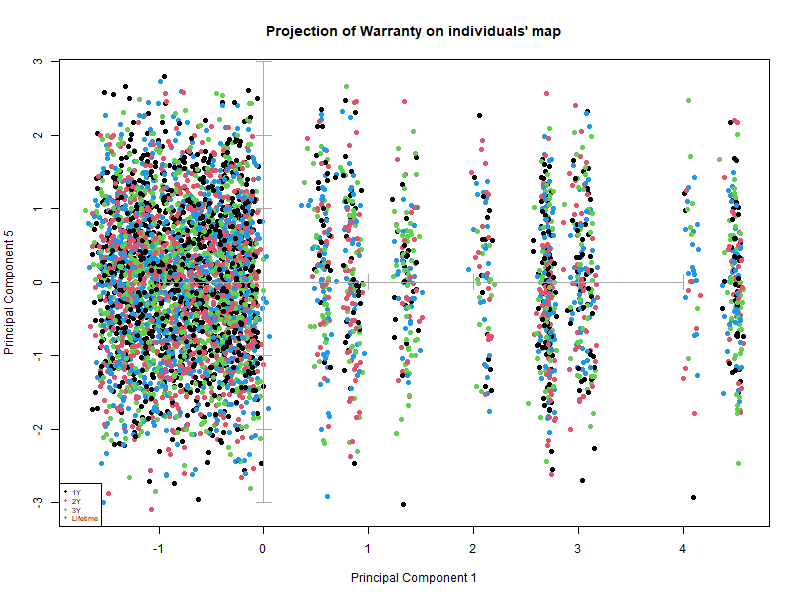 Projection of Warranty on individuals' map
3
2
1
0
-1
-2
-3
Principal Component 5
1Y
2Y
3Y
Lifetime
-1 0 1 2 3 4
Principal Component 1